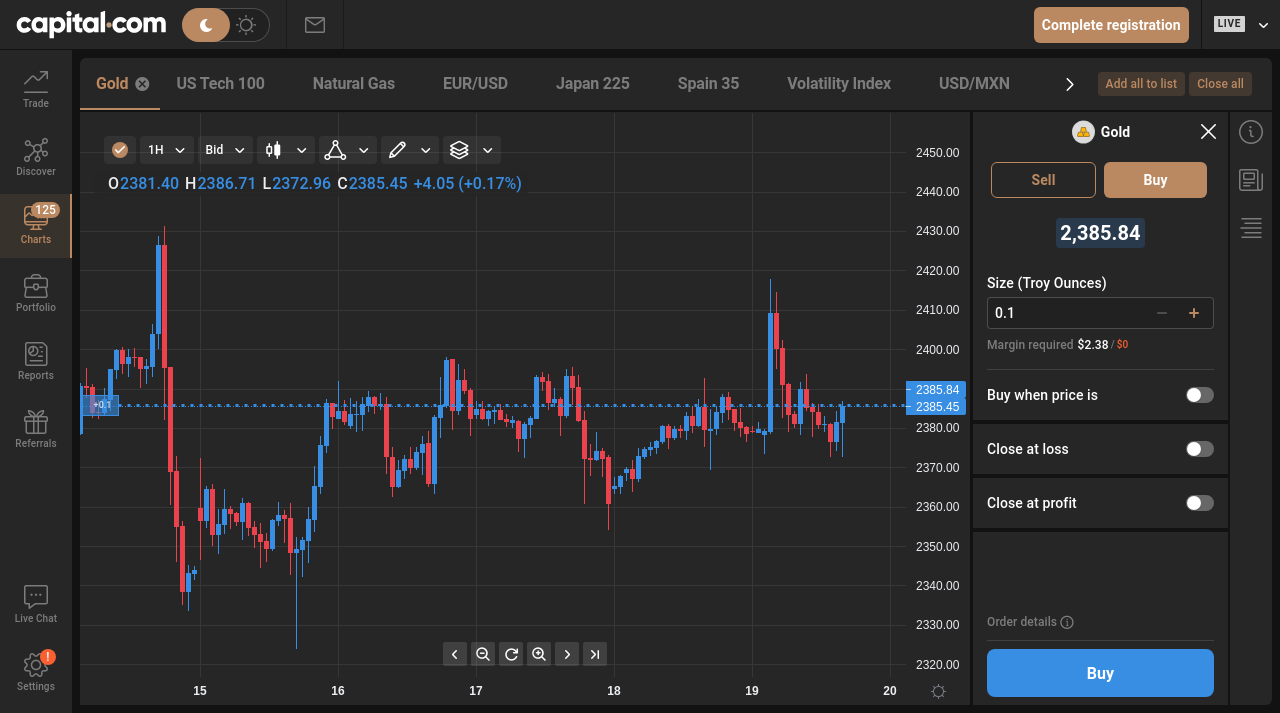 capital.com
Complete registration
LIVE
Trade
Discover
125
Charts
Portfolio
Reports
Referrals
Live Chat
!
Settings
Gold US Tech 100 Natural Gas EUR/USD Japan 225 Spain 35 Volatility Index USD/MXN
Add all to list Close all
1H Bid
O2381.40 H2386.71 L2372.96 C2385.45 +4.05 (+0.17%)
+0.1
2450.00
2440.00
2430.00
2420.00
2410.00
2400.00
2385.84
2385.45
2380.00
2370.00
2360.00
2350.00
2340.00
2330.00
2320.00
15 16 17 18 19 20
Gold
Sell Buy
2,385.84
Size (Troy Ounces)
0.1
Margin required $2.38 / $0
Buy when price is
Close at loss
Close at profit
Order details
Buy